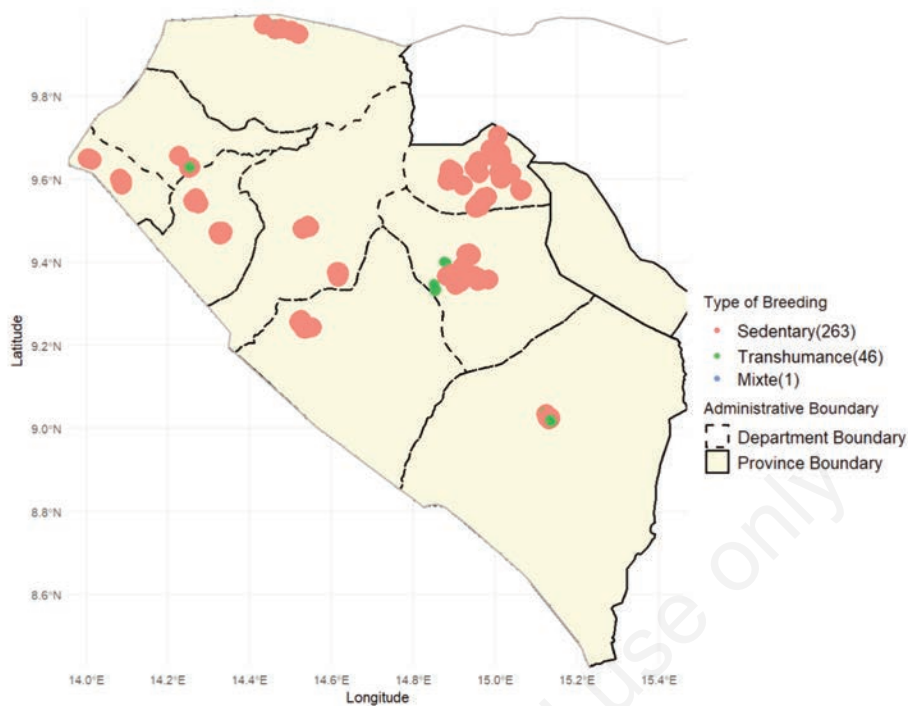 9.8°N
9.6°N
9.4°N
9.2°N
9.0°N
8.8°N
8.6°N
Latitude
14.0°E 14.2°E 14.4°E 14.6°E 14.8°E 15.0°E 15.2°E 15.4°E
Longitude
Type of Breeding
Sedentary(263)
Transhumance(46)
Mixte(1)
Administrative Boundary
Department Boundary
Province Boundary
use only